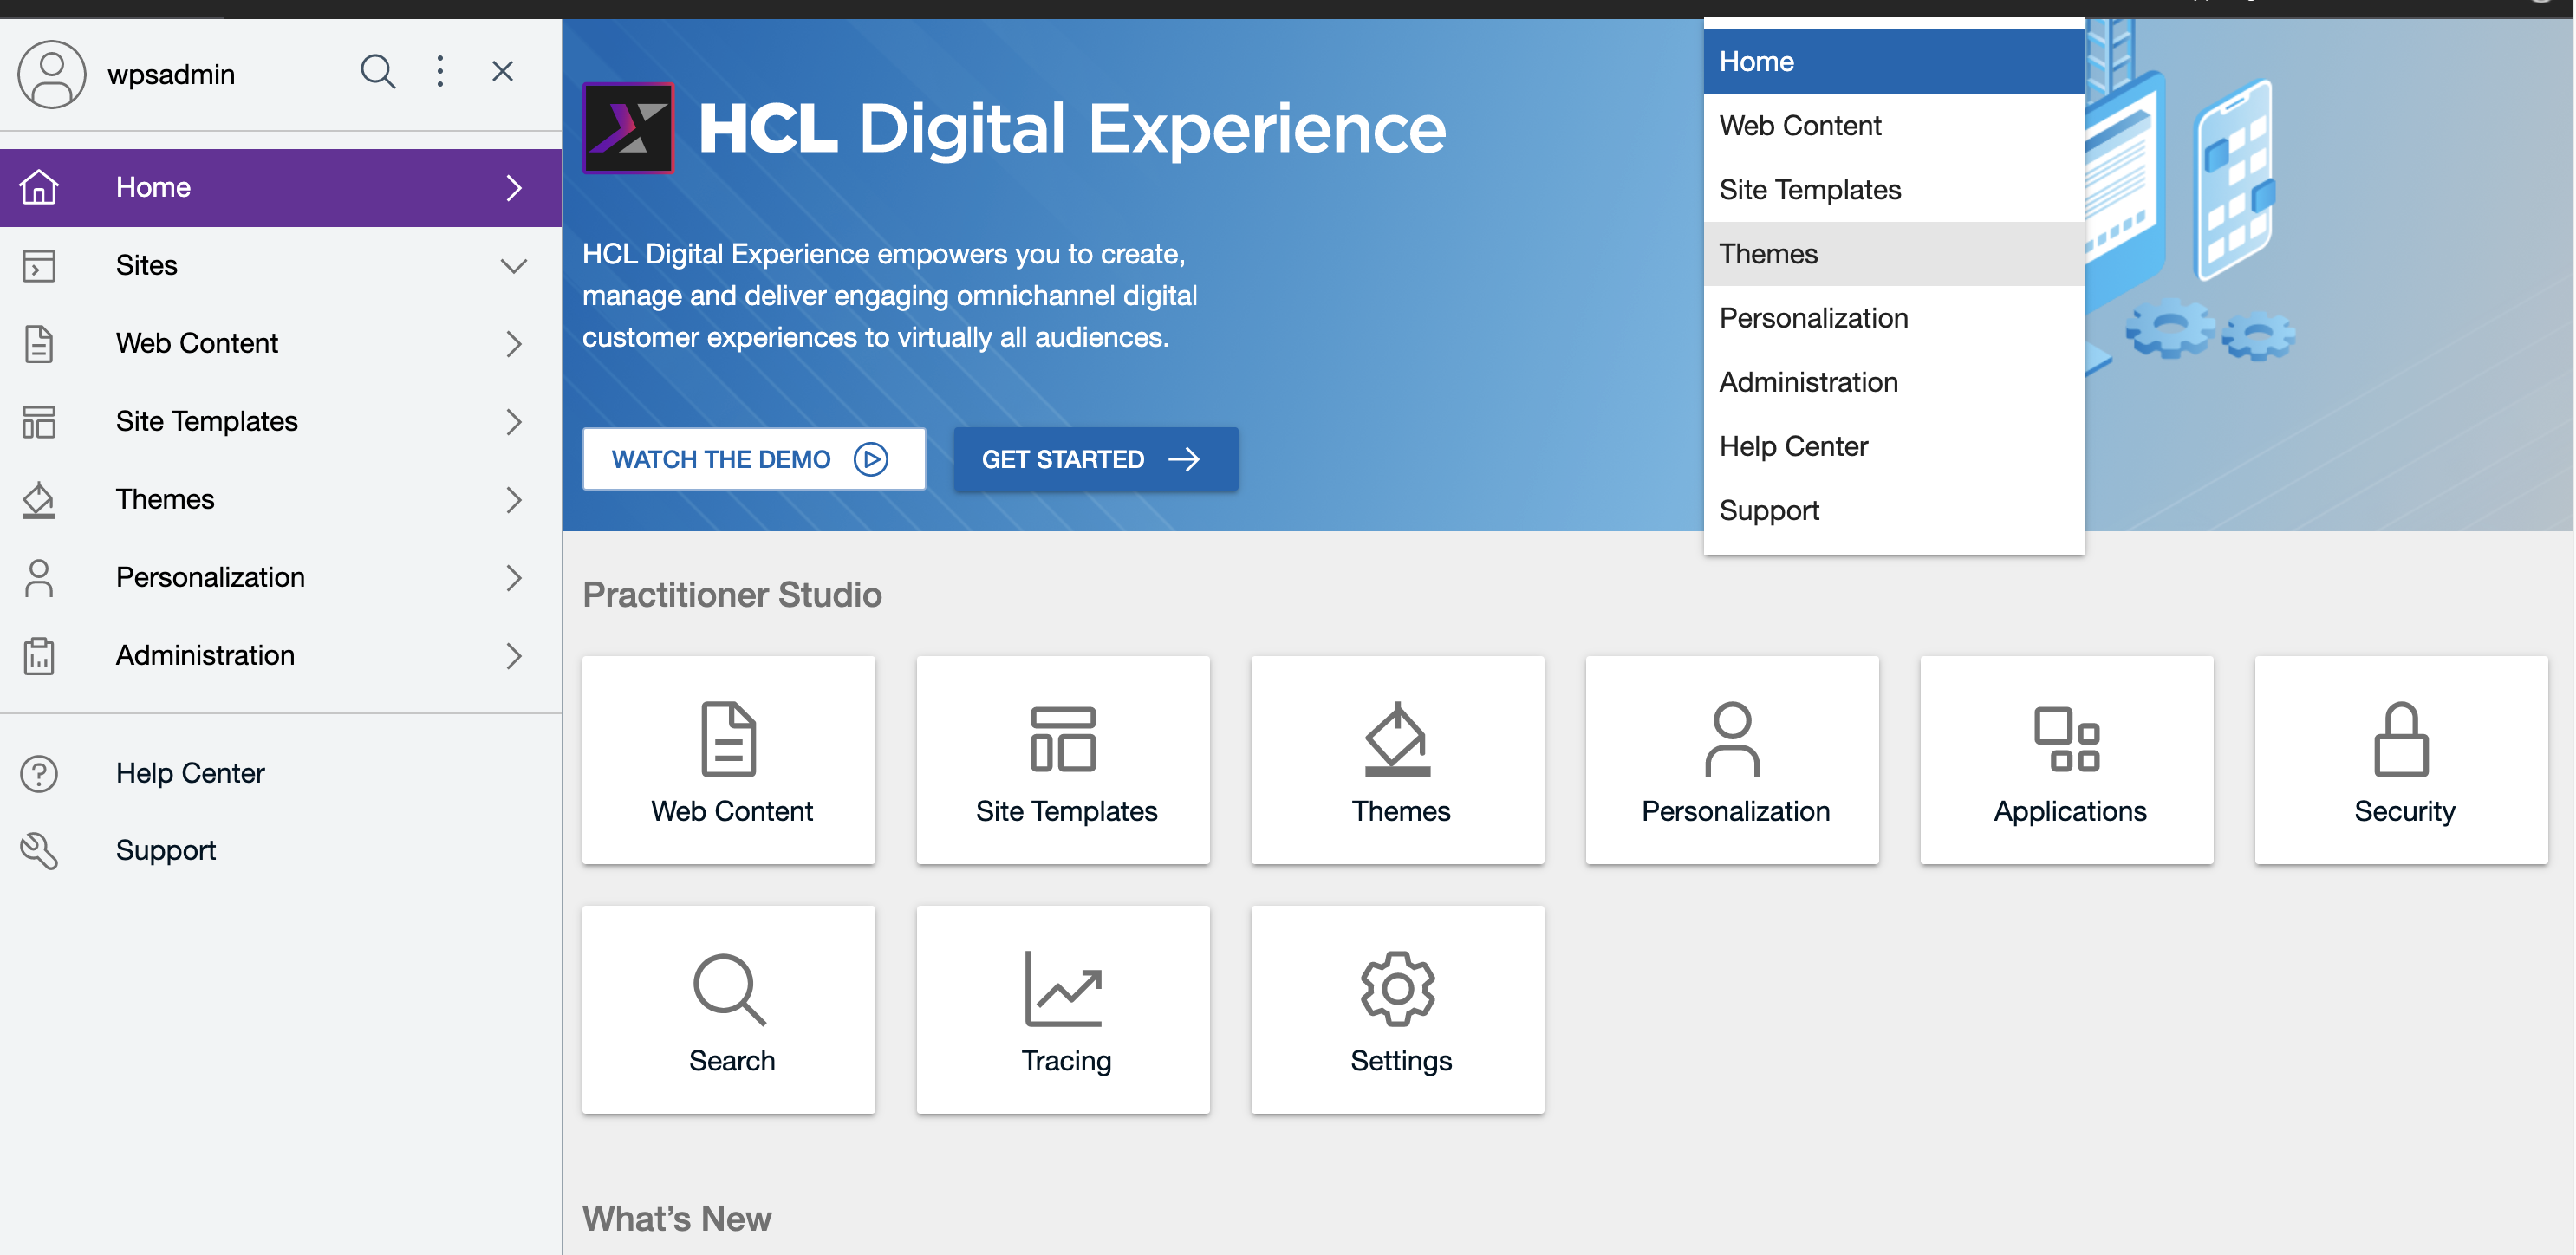 wpsadmin
Home
Sites
Web Content
Site Templates
Themes
Personalization
Administration
Help Center
Support
HCL Digital Experience
HCL Digital Experience empowers you to create,
manage and deliver engaging omnichannel digital
customer experiences to virtually all audiences.
WATCH THE DEMO
GET STARTED
Home
Web Content
Site Templates
Themes
Personalization
Administration
Help Center
Support
Practitioner Studio
Web Content
Site Templates
Themes
Personalization
Applications
Security
Search
Tracing
Settings
What's New